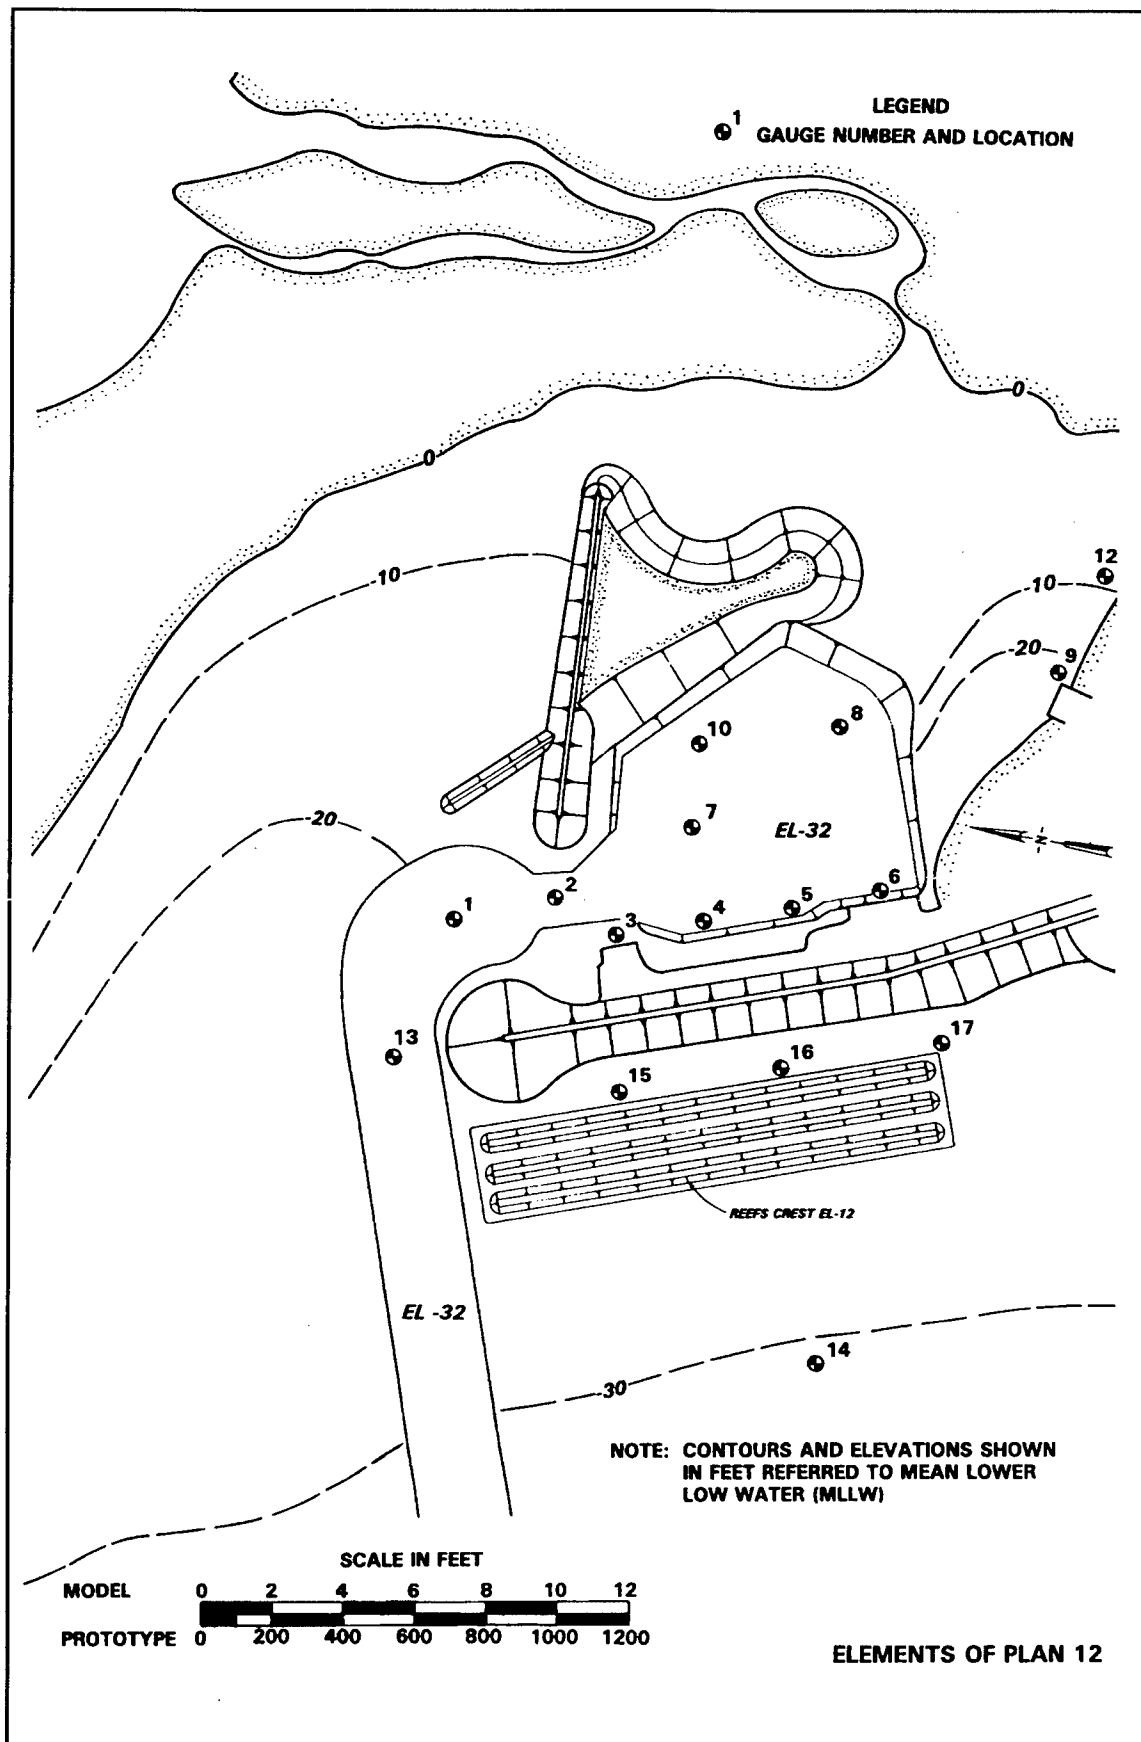 LEGEND
1
GAUGE NUMBER AND LOCATION
0
0
-10
12
-10
-20
9
10
8
-20
7
EL-32
N
6
2
5
1
4
3
13
17
16
15
REEFS CREST EL-12
EL -32
14
-30
NOTE: CONTOURS AND ELEVATIONS SHOWN
IN FEET REFERRED TO MEAN LOWER
LOW WATER (MLLW)
SCALE IN FEET
MODEL 0 2 4 6 8 10 12
PROTOTYPE 0 200 400 600 800 1000 1200
ELEMENTS OF PLAN 12